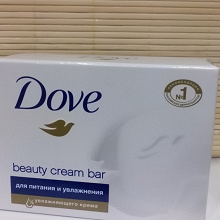 Dove
№1
beauty cream bar
для питания и увлажнения
увлажняющего крема